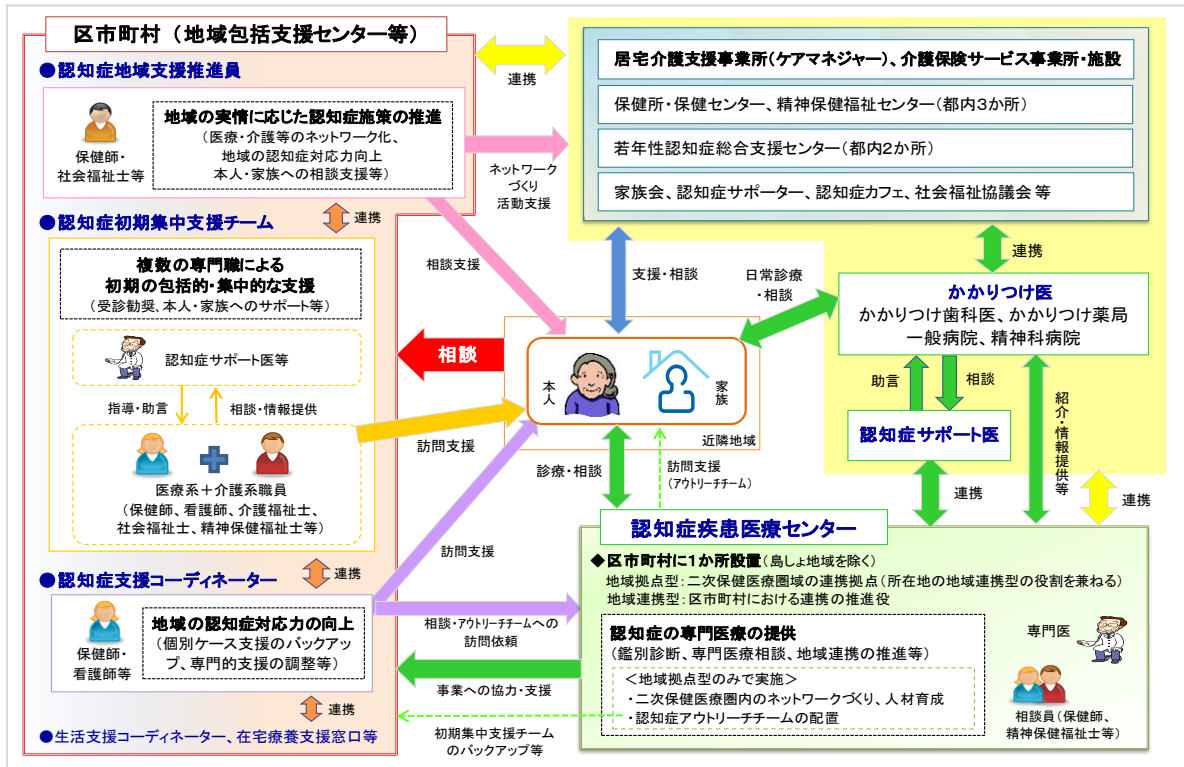 区市町村（地域包括支援センター等）
●認知症地域支援推進員
保健師・
社会福祉士等
地域の実情に応じた認知症施策の推進
（医療・介護等のネットワーク化、
地域の認知症対応力向上
本人・家族への相談支援等）
連携
●認知症初期集中支援チーム
複数の専門職による
初期の包括的・集中的な支援
（受診勧奨、本人・家族へのサポート等）
認知症サポート医等
指導・助言
相談・情報提供
医療系＋介護系職員
（保健師、看護師、介護福祉士、
社会福祉士、精神保健福祉士等）
連携
●認知症支援コーディネーター
保健師・
看護師等
地域の認知症対応力の向上
（個別ケース支援のバックアッ
プ、専門的支援の調整等）
連携
●生活支援コーディネーター、在宅療養支援窓口等
連携
ネットワーク
づくり
活動支援
相談支援
相談
訪問支援
訪問支援
相談・アウトリーチチームへの
訪問依頼
事業への協力・支援
初期集中支援チーム
のバックアップ等
居宅介護支援事業所（ケアマネジャー）、介護保険サービス事業所・施設
保健所・保健センター、精神保健福祉センター（都内３か所）
若年性認知症総合支援センター（都内２か所）
家族会、認知症サポーター、認知症カフェ、社会福祉協議会 等
支援・相談
日常診療
・相談
連携
本人
家族
近隣地域
診療・相談
訪問支援
（アウトリーチチーム）
かかりつけ医
かかりつけ歯科医、かかりつけ薬局
一般病院、精神科病院
助言
相談
認知症サポート医
連携
紹介・情報提供等
連携
認知症疾患医療センター
◆区市町村に１か所設置（島しょ地域を除く）
地域拠点型：二次保健医療圏域の連携拠点（所在地の地域連携型の役割を兼ねる）
地域連携型：区市町村における連携の推進役
認知症の専門医療の提供
（鑑別診断、専門医療相談、地域連携の推進等）
＜地域拠点型のみで実施＞
・二次保健医療圏内のネットワークづくり、人材育成
・認知症アウトリーチチームの配置
専門医
相談員（保健師、
精神保健福祉士等）